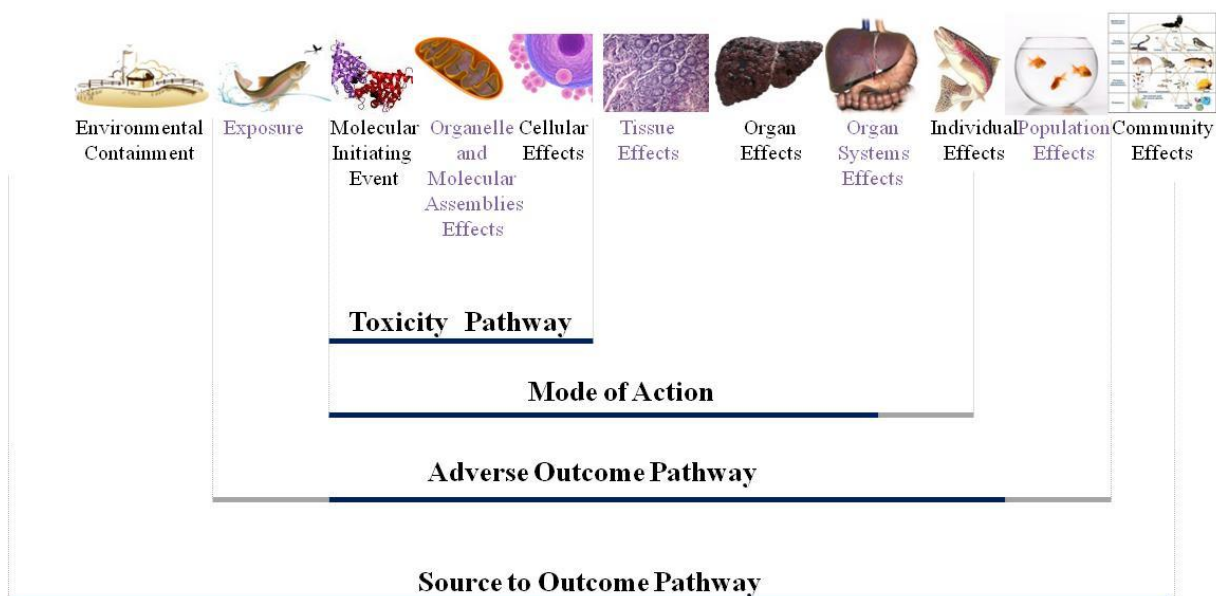 Environmental
Containment
Exposure
Molecular
Initiating
Event
Organelle
and
Molecular
Assemblies
Effects
Cellular
Effects
Tissue
Effects
Organ
Effects
Organ
Systems
Effects
Individual
Effects
Population
Effects
Community
Effects
Toxicity Pathway
Mode of Action
Adverse Outcome Pathway
Source to Outcome Pathway